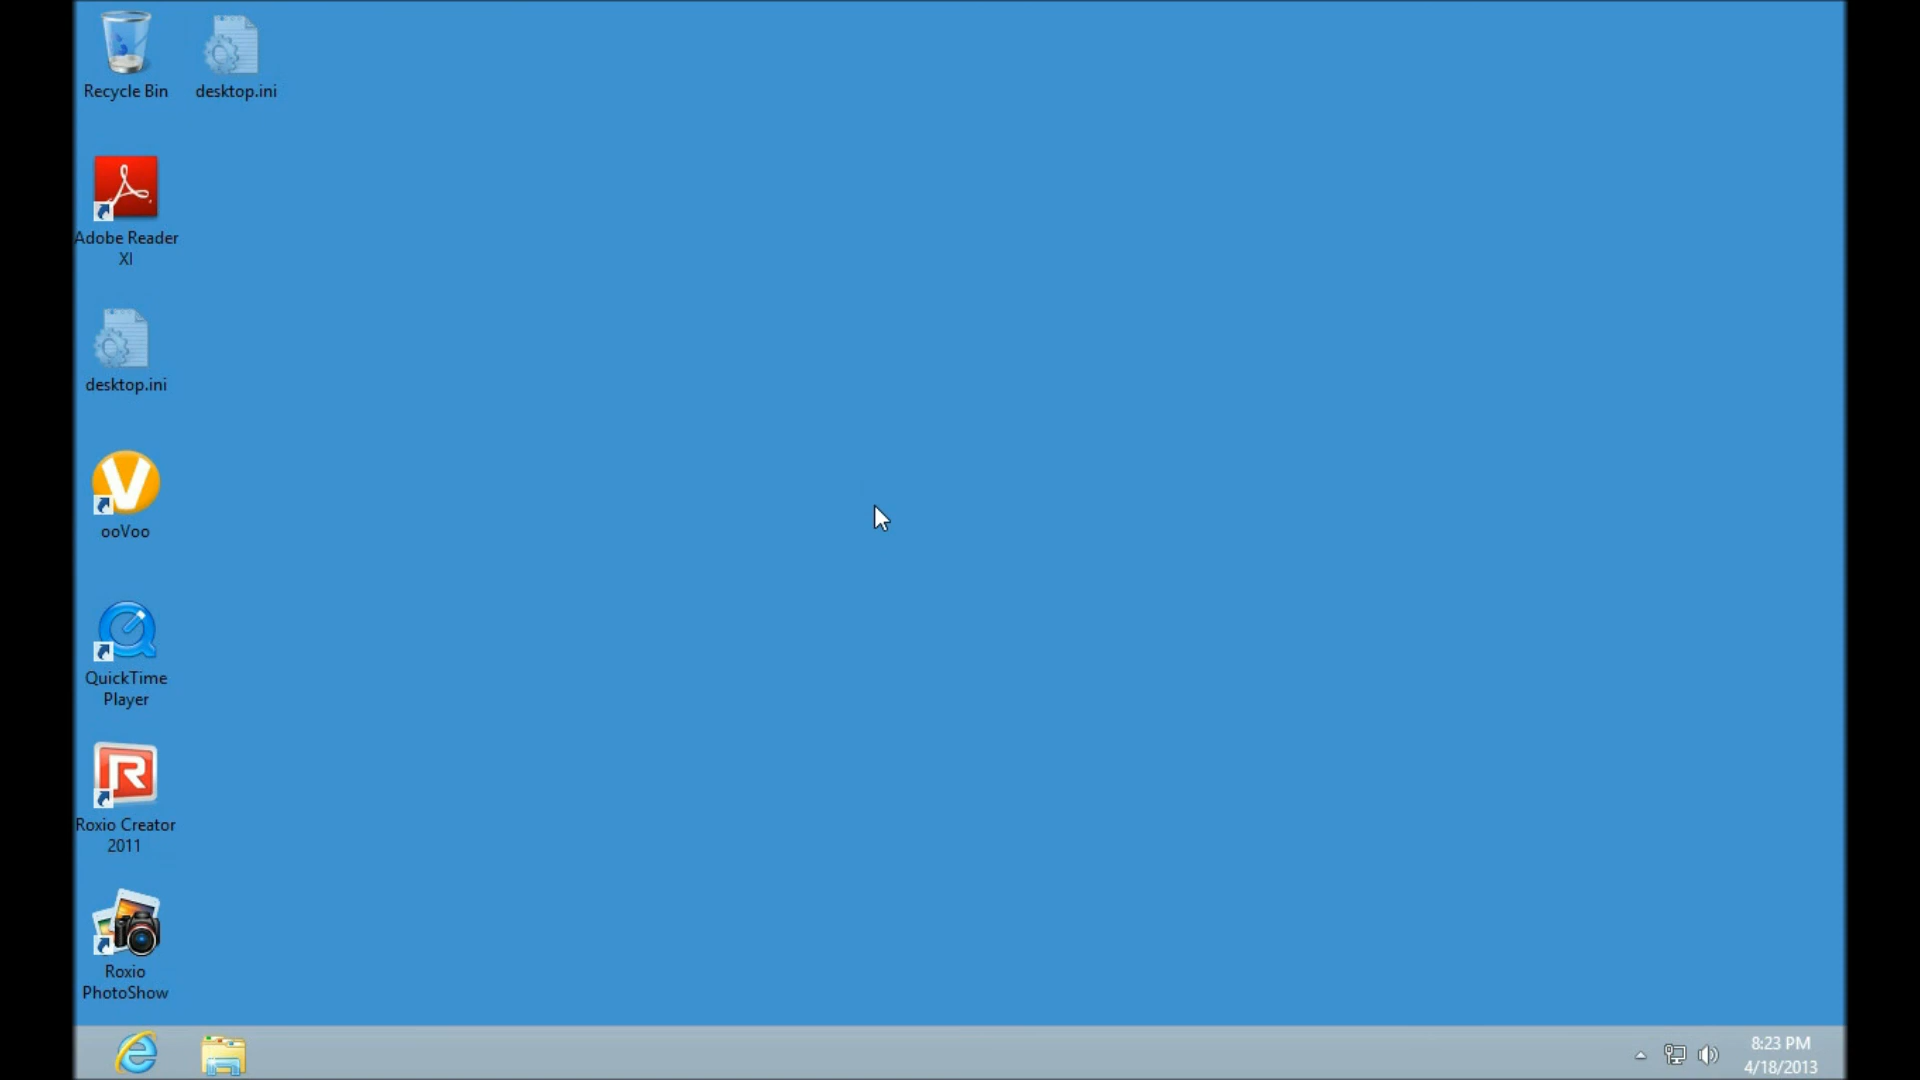 Recycle Bin
desktop.ini
Adobe Reader
XI
desktop.ini
ooVoo
QuickTime
Player
Roxio Creator
2011
Roxio
PhotoShow
8:23 PM
4/18/2013